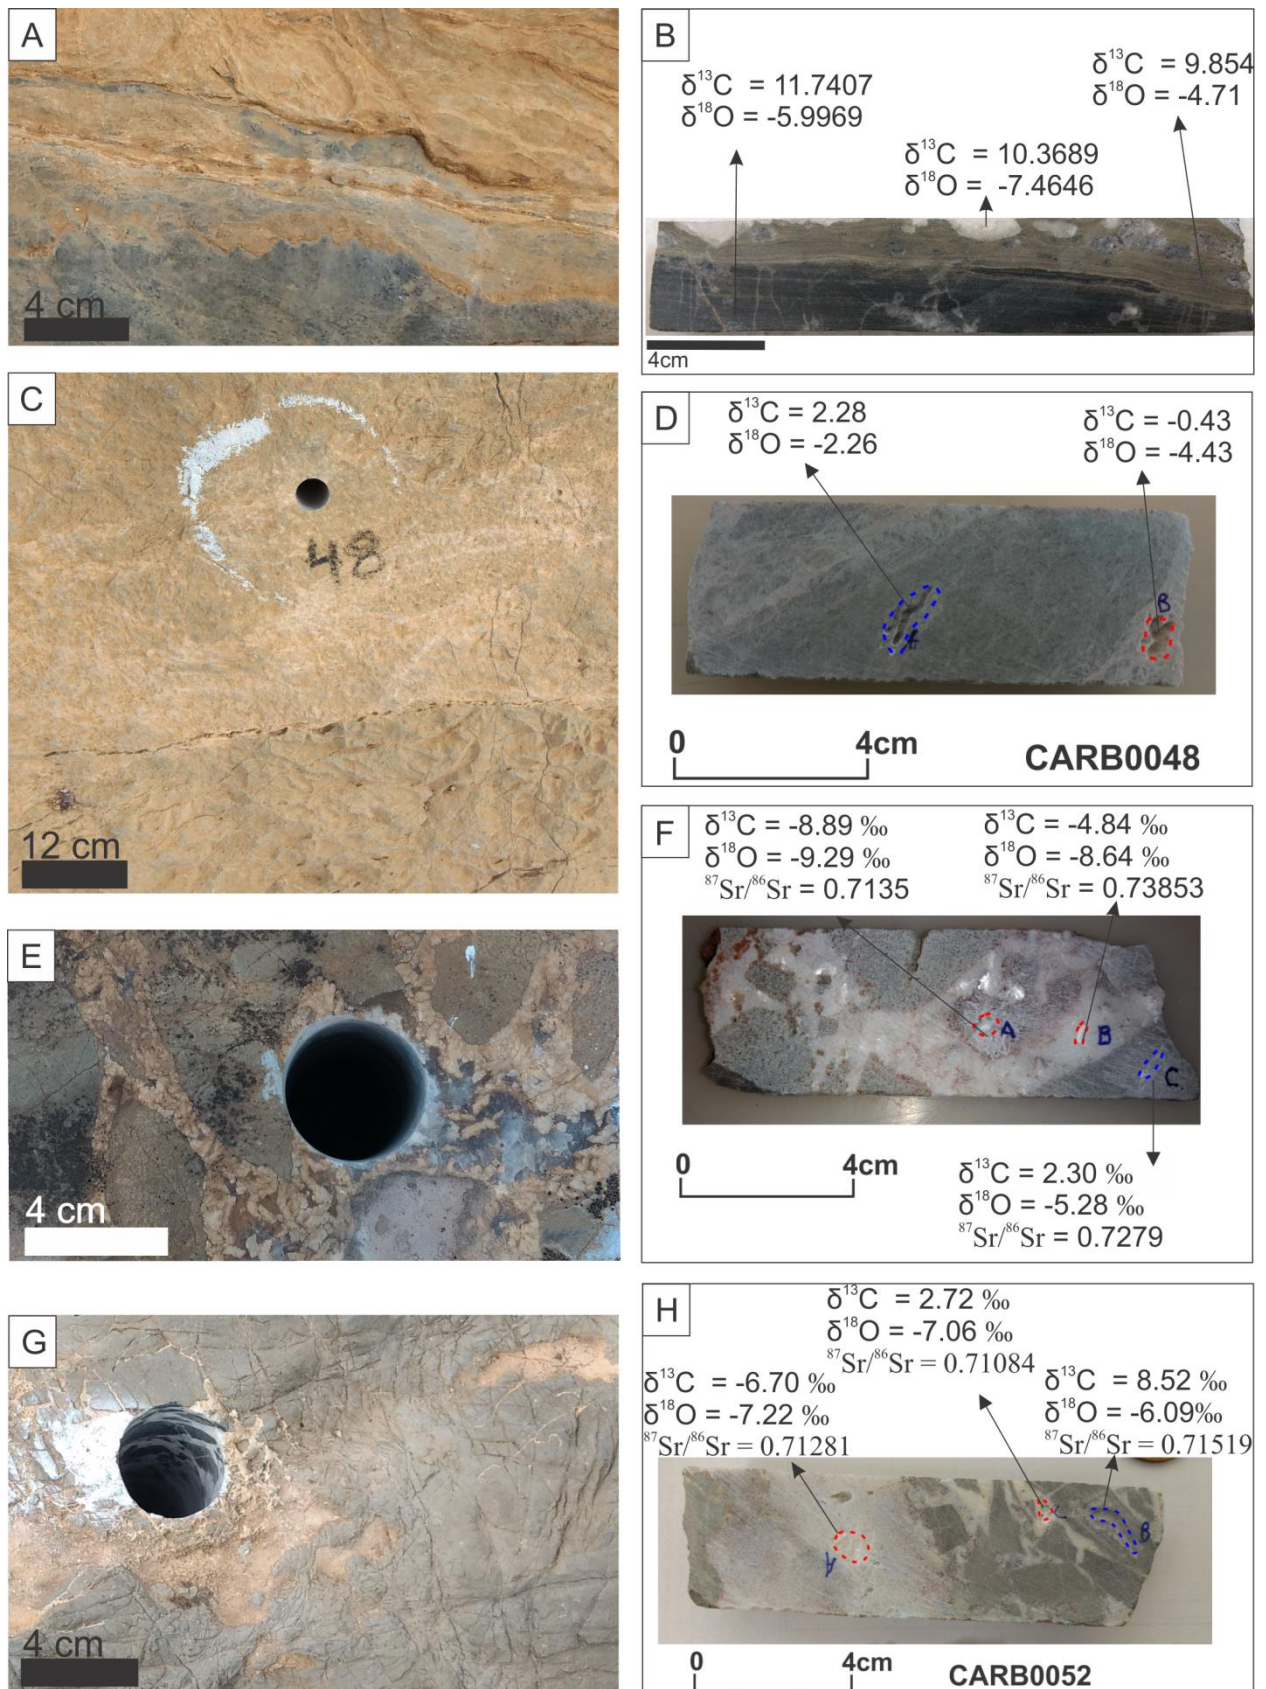 A
4 cm
B
δ¹³C = 11.7407
δ¹⁸O = -5.9969
δ¹³C = 10.3689
δ¹⁸O = -7.4646
δ¹³C = 9.854
δ¹⁸O = -4.71
4cm
C
48
12 cm
D
δ¹³C = 2.28
δ¹⁸O = -2.26
δ¹³C = -0.43
δ¹⁸O = -4.43
A
B
0 4cm
CARB0048
E
4 cm
F
δ¹³C = -8.89 ‰
δ¹⁸O = -9.29 ‰
⁸⁷Sr/⁸⁶Sr = 0.7135
δ¹³C = -4.84 ‰
δ¹⁸O = -8.64 ‰
⁸⁷Sr/⁸⁶Sr = 0.73853
A
B
C
0 4cm
δ¹³C = 2.30 ‰
δ¹⁸O = -5.28 ‰
⁸⁷Sr/⁸⁶Sr = 0.7279
G
4 cm
H
δ¹³C = 2.72 ‰
δ¹⁸O = -7.06 ‰
⁸⁷Sr/⁸⁶Sr = 0.71084
δ¹³C = -6.70 ‰
δ¹⁸O = -7.22 ‰
⁸⁷Sr/⁸⁶Sr = 0.71281
δ¹³C = 8.52 ‰
δ¹⁸O = -6.09‰
⁸⁷Sr/⁸⁶Sr = 0.71519
A
C
B
0 4cm
CARB0052